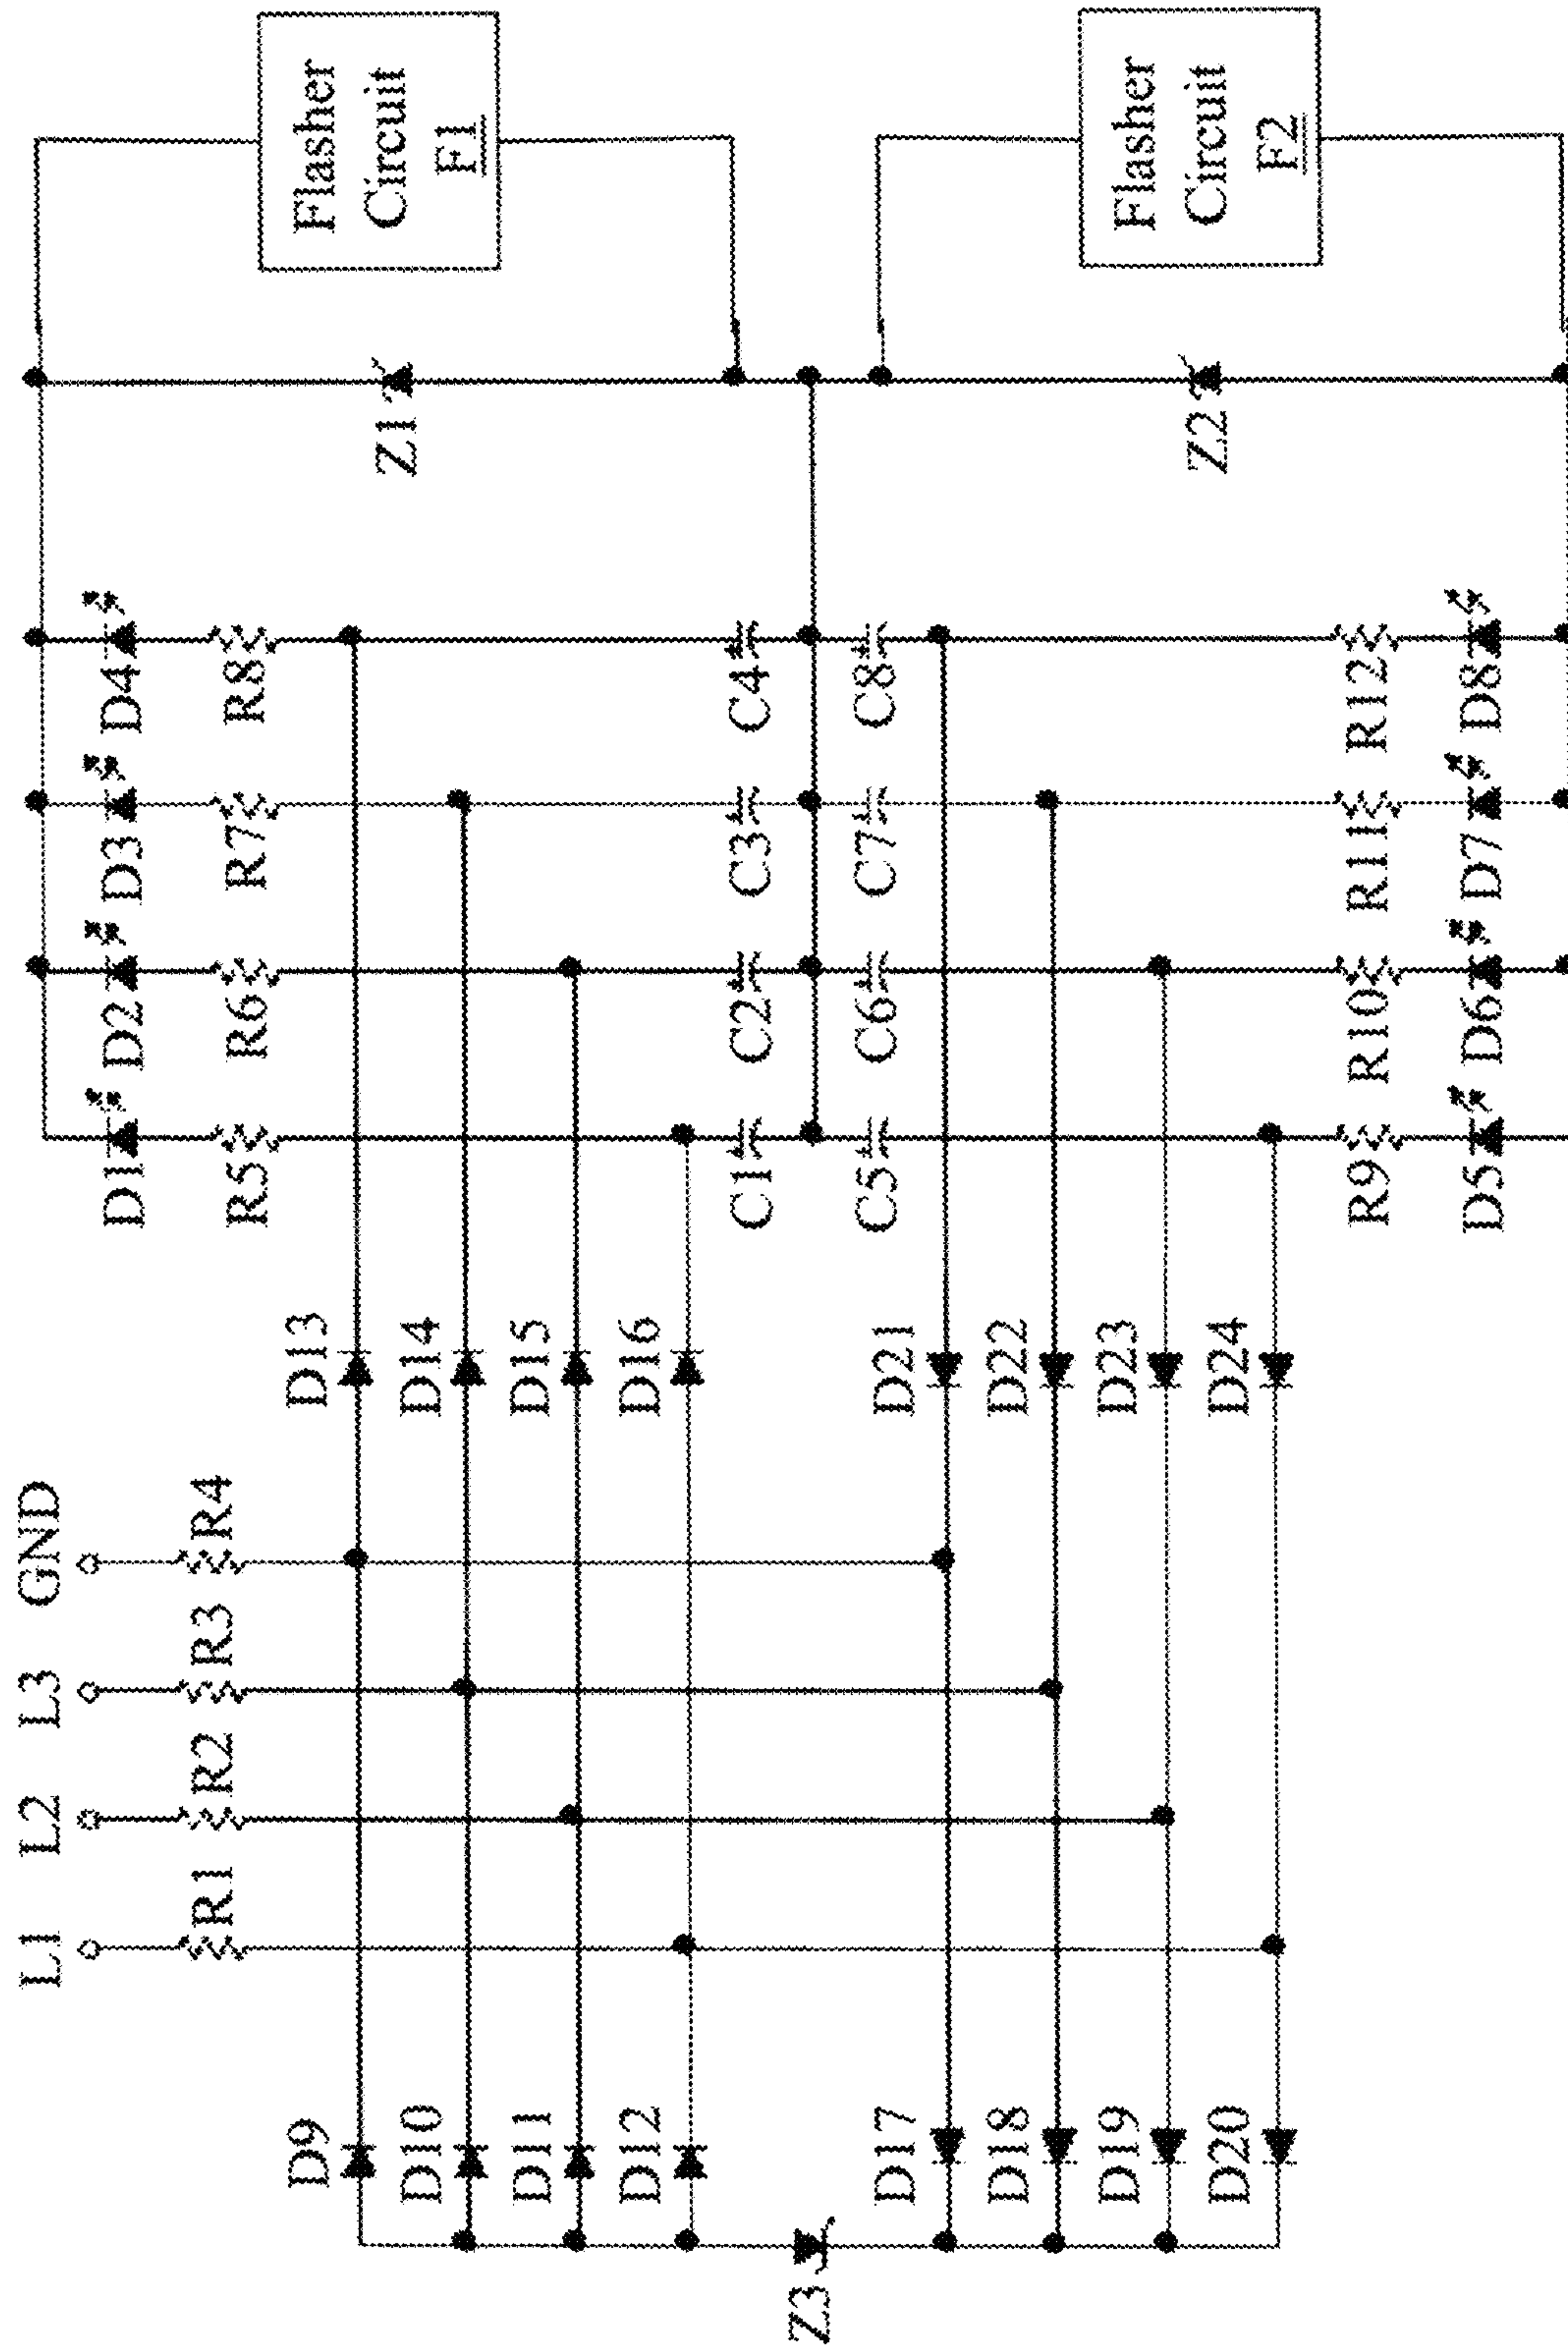 Flasher
Circuit
F1
Flasher
Circuit
F2
Z1
Z2
D4
R8
C4
C8
R12
D8
D3
R7
C3
C7
R11
D7
D2
R6
C2
C6
R10
D6
D1
R5
C1
C5
R9
D5
D13
D14
D15
D16
D21
D22
D23
D24
GND
R4
L3
R3
L2
R2
L1
R1
D9
D10
D11
D12
D17
D18
D19
D20
Z3